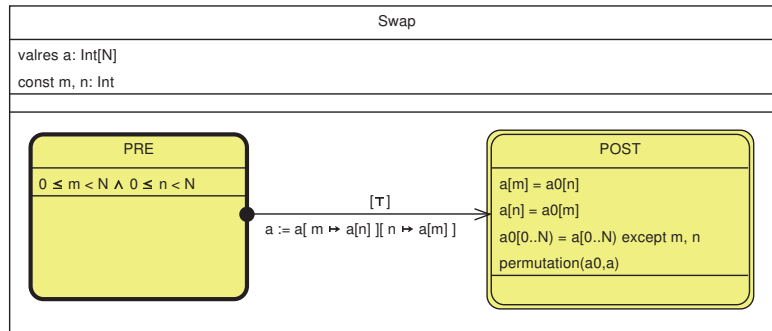 Swap
valres a: Int[N]
const m, n: Int
PRE
0 ≤ m < N ∧ 0 ≤ n < N
[⊤]
a := a[ m ↦ a[n] ][ n ↦ a[m] ]
POST
a[m] = a0[n]
a[n] = a0[m]
a0[0..N) = a[0..N) except m, n
permutation(a0,a)